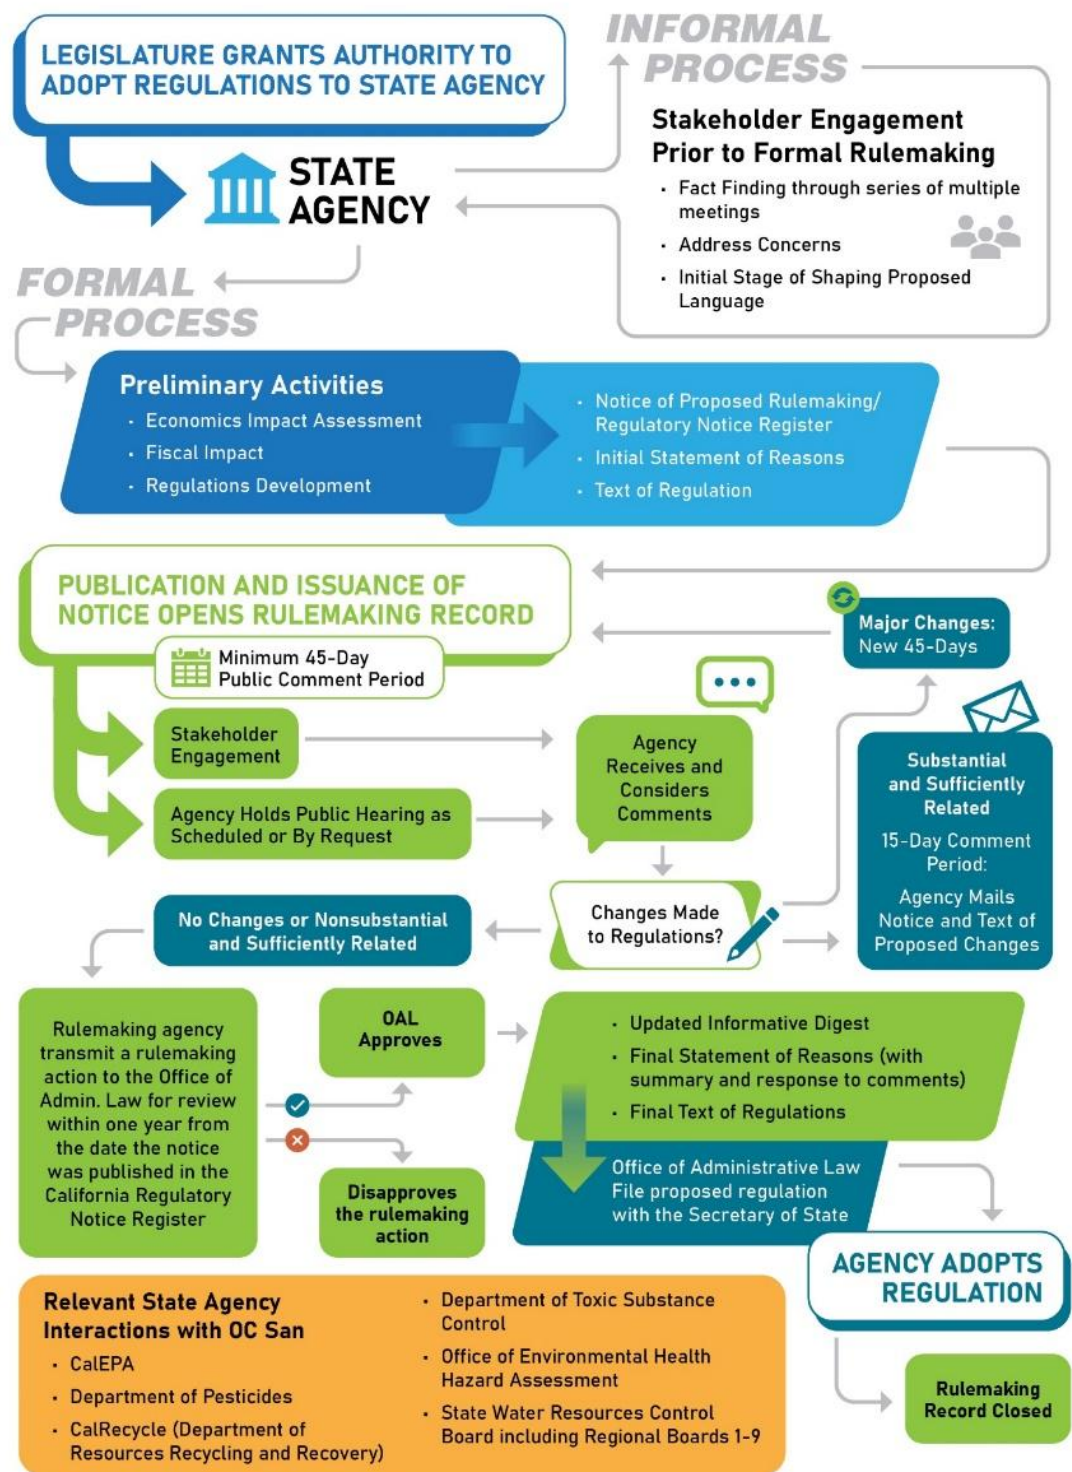 LEGISLATURE GRANTS AUTHORITY TO
ADOPT REGULATIONS TO STATE AGENCY
INFORMAL
PROCESS
Stakeholder Engagement
Prior to Formal Rulemaking
• Fact Finding through series of multiple
meetings
• Address Concerns
• Initial Stage of Shaping Proposed
Language
STATE
AGENCY
FORMAL
PROCESS
Preliminary Activities
• Economics Impact Assessment
• Fiscal Impact
• Regulations Development
• Notice of Proposed Rulemaking/
Regulatory Notice Register
• Initial Statement of Reasons
• Text of Regulation
PUBLICATION AND ISSUANCE OF
NOTICE OPENS RULEMAKING RECORD
Minimum 45-Day
Public Comment Period
Major Changes:
New 45-Days
Stakeholder
Engagement
Agency Holds Public Hearing as
Scheduled or By Request
Agency
Receives and
Considers
Comments
Substantial
and Sufficiently
Related
15-Day Comment
Period:
Agency Mails
Notice and Text of
Proposed Changes
Changes Made
to Regulations?
No Changes or Nonsubstantial
and Sufficiently Related
Rulemaking agency
transmit a rulemaking
action to the Office of
Admin. Law for review
within one year from
the date the notice
was published in the
California Regulatory
Notice Register
OAL
Approves
Disapproves
the rulemaking
action
• Updated Informative Digest
• Final Statement of Reasons (with
summary and response to comments)
• Final Text of Regulations
Office of Administrative Law
File proposed regulation
with the Secretary of State
AGENCY ADOPTS
REGULATION
Rulemaking
Record Closed
Relevant State Agency
Interactions with OC San
• CalEPA
• Department of Pesticides
• CalRecycle (Department of
Resources Recycling and Recovery)
• Department of Toxic Substance
Control
• Office of Environmental Health
Hazard Assessment
• State Water Resources Control
Board including Regional Boards 1-9